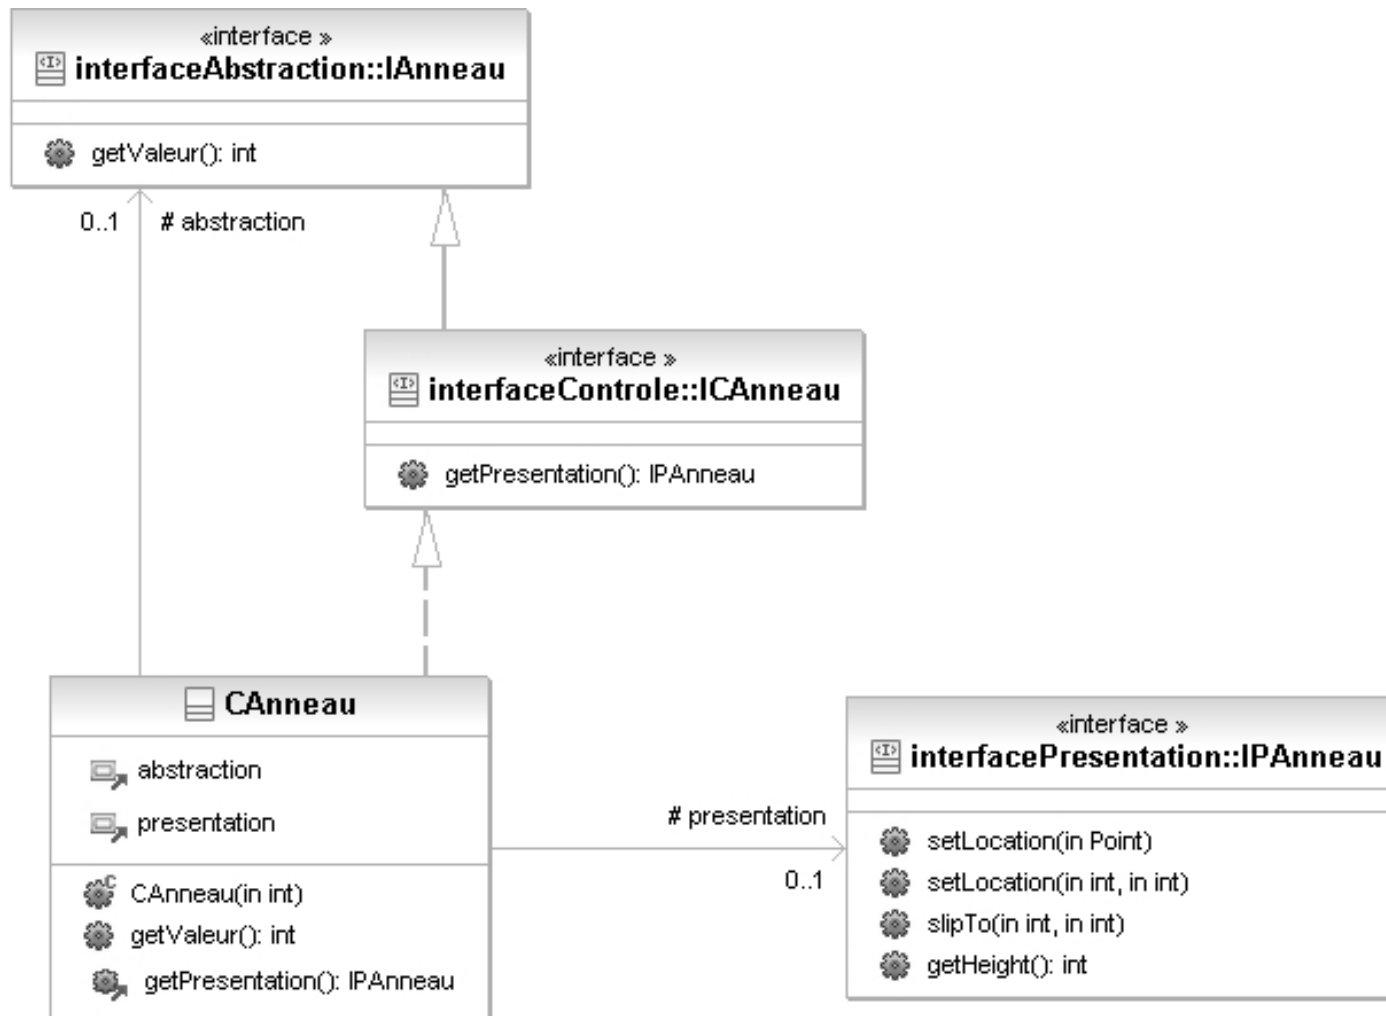 «interface »
interfaceAbstraction::IAnneau
getValeur(): int
0..1 # abstraction
«interface »
interfaceControle::ICAnneau
getPresentation(): IPAnneau
CAnneau
abstraction
presentation
CAnneau(in int)
getValeur(): int
getPresentation(): IPAnneau
# presentation
0..1
«interface »
interfacePresentation::IPAnneau
setLocation(in Point)
setLocation(in int, in int)
slipTo(in int, in int)
getHeight(): int